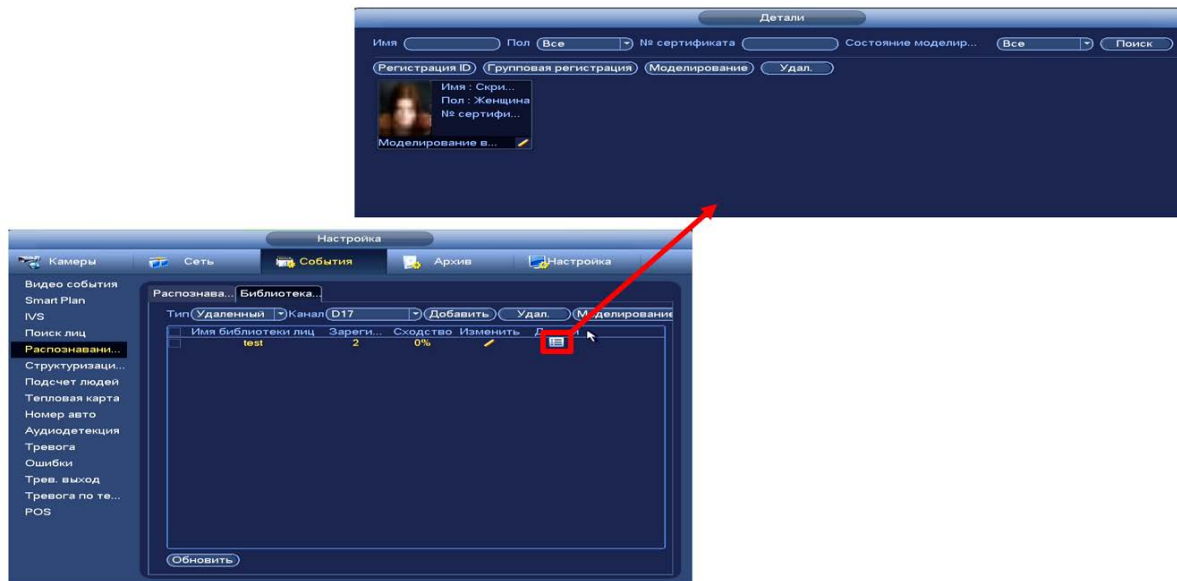 Детали
Имя Пол Все № сертификата Состояние моделир... Все Поиск
Регистрация ID Групповая регистрация Моделирование Удал.
Имя : Скри...
Пол : Женщина
№ сертифи...
Моделирование в...
Настройка
Камеры Сеть События Архив Настройка
Видео события
Smart Plan
IVS
Поиск лиц
Распознавани...
Структуризаци...
Подсчет людей
Тепловая карта
Номер авто
Аудиодетекция
Тревога
Ошибки
Трев. выход
Тревога по те...
POS
Распознава... Библиотека...
Тип Удаленный Канал D17 Добавить Удал. Моделирование
Имя библиотеки лиц Зареги... Сходство Изменить
test 2 0%
Обновить